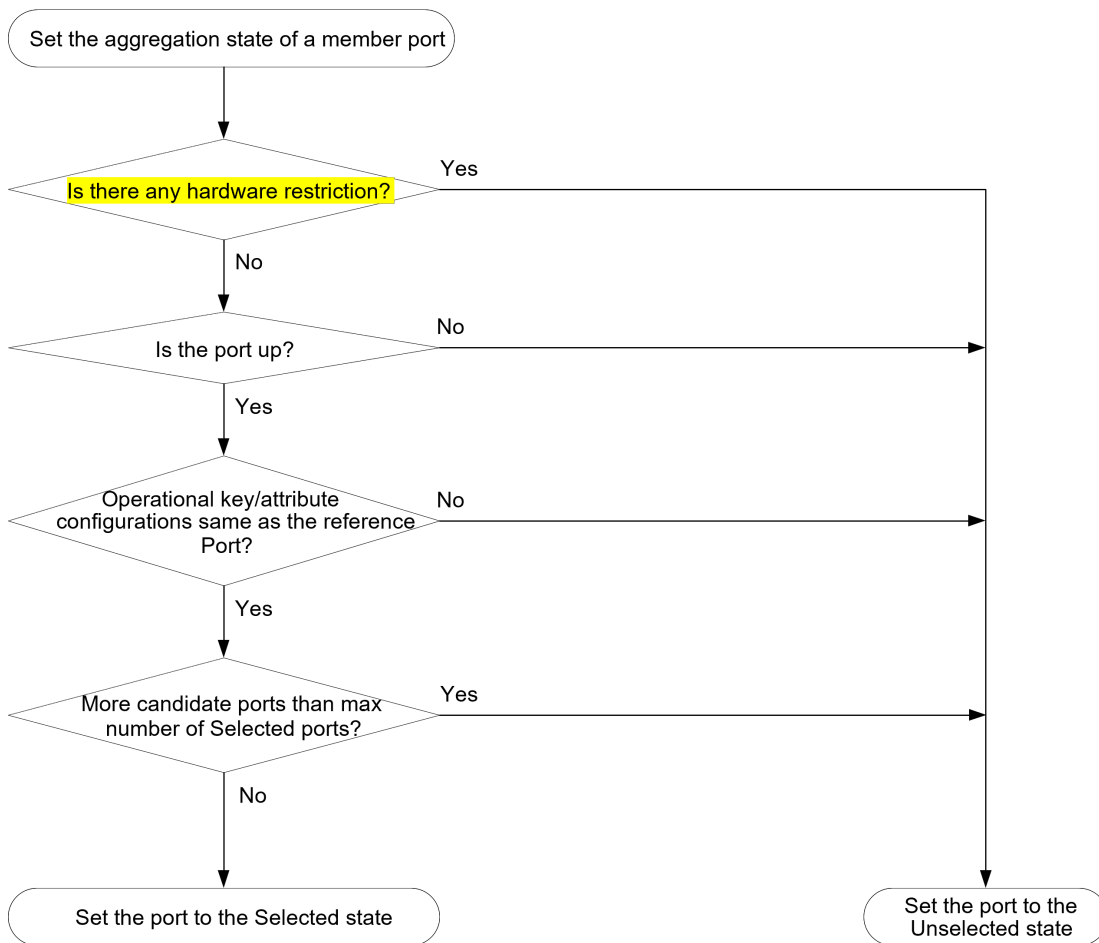 Set the aggregation state of a member port
Yes
Is there any hardware restriction?
No
No
Is the port up?
Yes
Operational key/attribute
configurations same as the reference
Port?
No
Yes
More candidate ports than max
number of Selected ports?
Yes
No
Set the port to the Selected state
Set the port to the
Unselected state